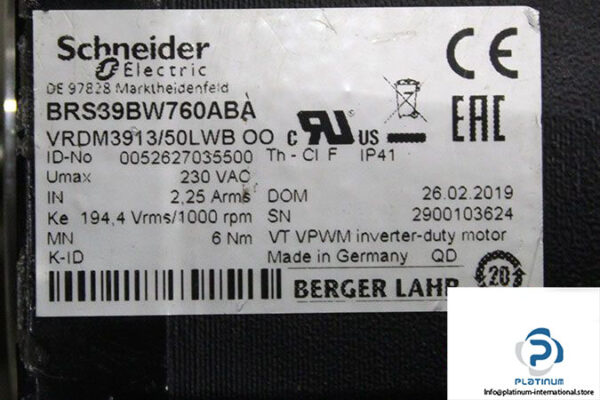 Schneider
Electric
DE 97828 Marktheidenfeld
BRS39BW760ABA
VRDM3913/50LWB OO c RU US
ID-No 0052627035500 Th - Cl F IP41
Umax 230 VAC
IN 2,25 Arms DOM 26.02.2019
Ke 194,4 Vrms/1000 rpm SN 2900103624
MN 6 Nm VT VPWM inverter-duty motor
K-ID Made in Germany QD
CE
EAC
BERGER LAHR 20
PLATINUM
Info@platinum-international.store